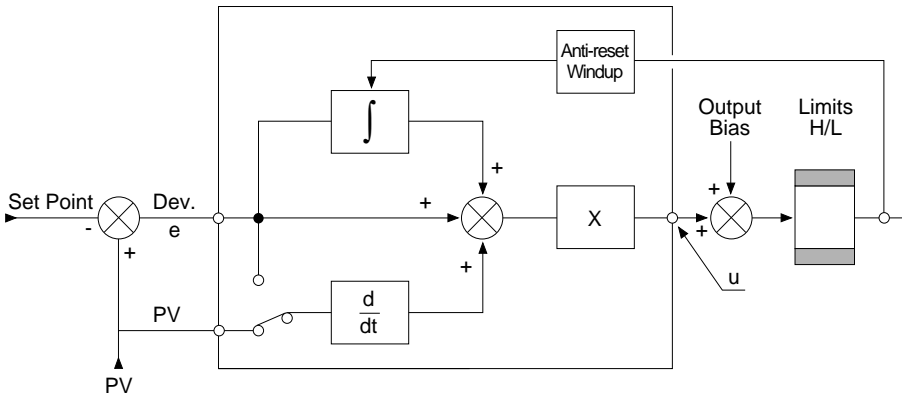 Anti-reset
Windup
∫
Output
Bias
Limits
H/L
+
Set Point
Dev.
+
+
X
+
-
e
+
+
+
u
PV
d
dt
PV